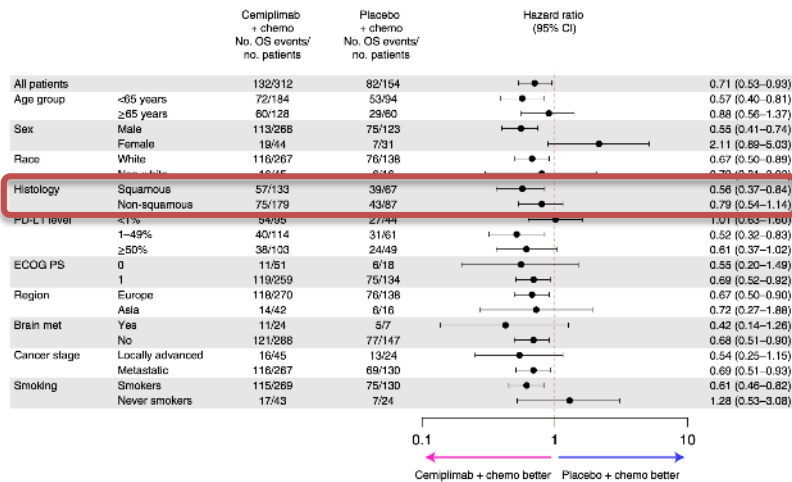 Cemiplimab Placebo Hazard ratio
+ chemo + chemo (95% CI)
No. OS events/ No. OS events/
no. patients no. patients
All patients 132/312 82/154 0.71 (0.53–0.93)
Age group <65 years 72/184 53/94 0.57 (0.40–0.81)
≥65 years 60/128 29/60 0.88 (0.56–1.37)
Sex Male 113/268 75/123 0.55 (0.41–0.74)
Female 19/44 7/31 2.11 (0.89–5.03)
Race White 116/267 76/138 0.67 (0.50–0.89)
Histology Squamous 57/133 39/67 0.56 (0.37–0.84)
Non-squamous 75/179 43/87 0.79 (0.54–1.14)
PD-L1 level <1% 54/95 27/44 1.01 (0.63–1.60)
1–49% 40/114 31/61 0.52 (0.32–0.83)
≥50% 38/103 24/49 0.61 (0.37–1.02)
ECOG PS 0 11/51 6/18 0.55 (0.20–1.49)
1 119/259 75/134 0.69 (0.52–0.92)
Region Europe 118/270 76/138 0.67 (0.50–0.90)
Asia 14/42 6/16 0.72 (0.27–1.88)
Brain met Yes 11/24 5/7 0.42 (0.14–1.26)
No 121/288 77/147 0.68 (0.51–0.90)
Cancer stage Locally advanced 16/45 13/24 0.54 (0.25–1.15)
Metastatic 116/267 69/130 0.69 (0.51–0.93)
Smoking Smokers 115/269 75/130 0.61 (0.46–0.82)
Never smokers 17/43 7/24 1.28 (0.53–3.08)
0.1 1 10
Cemiplimab + chemo better Placebo + chemo better